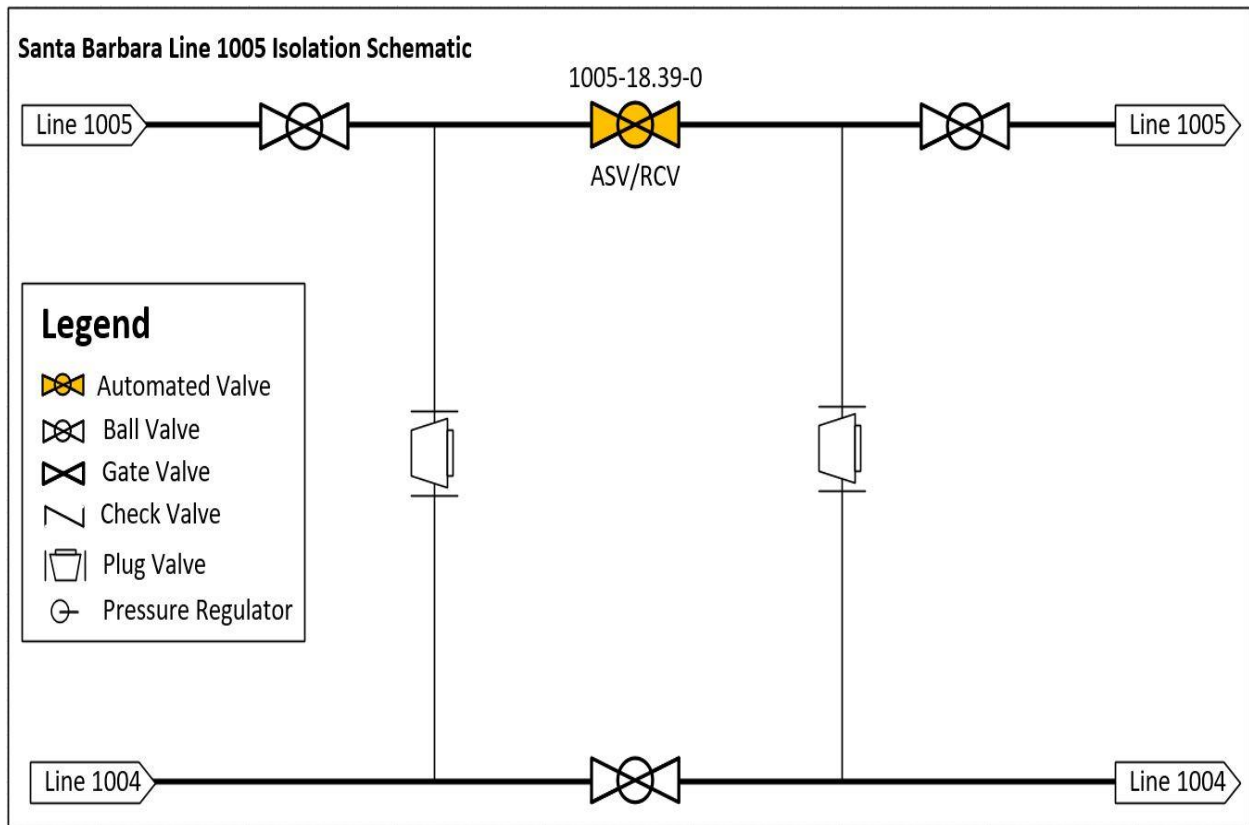 Santa Barbara Line 1005 Isolation Schematic
1005-18.39-0
Line 1005
Line 1005
ASV/RCV
Legend
Automated Valve
Ball Valve
Gate Valve
Check Valve
Plug Valve
Pressure Regulator
Line 1004
Line 1004